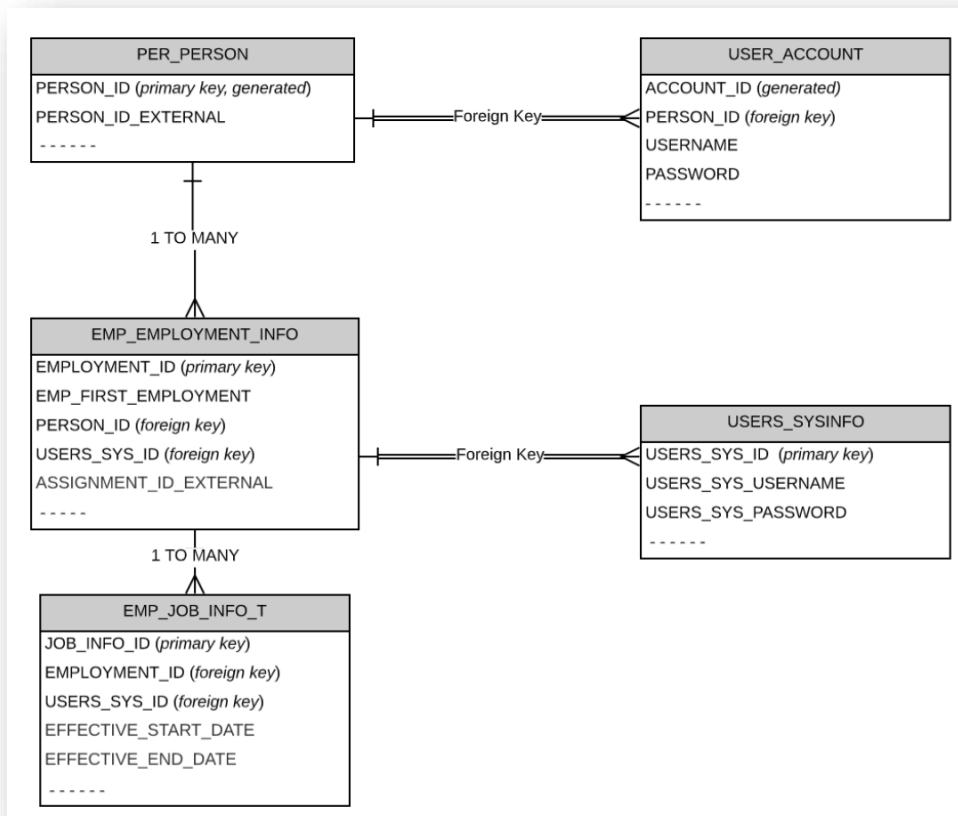 PER_PERSON
PERSON_ID (primary key, generated)
PERSON_ID_EXTERNAL
- - - - - -
Foreign Key
USER_ACCOUNT
ACCOUNT_ID (generated)
PERSON_ID (foreign key)
USERNAME
PASSWORD
- - - - - -
1 TO MANY
EMP_EMPLOYMENT_INFO
EMPLOYMENT_ID (primary key)
EMP_FIRST_EMPLOYMENT
PERSON_ID (foreign key)
USERS_SYS_ID (foreign key)
ASSIGNMENT_ID_EXTERNAL
- - - - -
Foreign Key
USERS_SYSINFO
USERS_SYS_ID (primary key)
USERS_SYS_USERNAME
USERS_SYS_PASSWORD
- - - - - -
1 TO MANY
EMP_JOB_INFO_T
JOB_INFO_ID (primary key)
EMPLOYMENT_ID (foreign key)
USERS_SYS_ID (foreign key)
EFFECTIVE_START_DATE
EFFECTIVE_END_DATE
- - - - - -